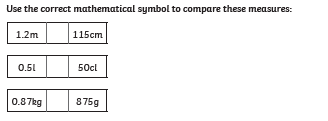 Use the correct mathematical symbol to compare these measures:
1.2m 115cm
0.5l 50cl
0.87kg 875g